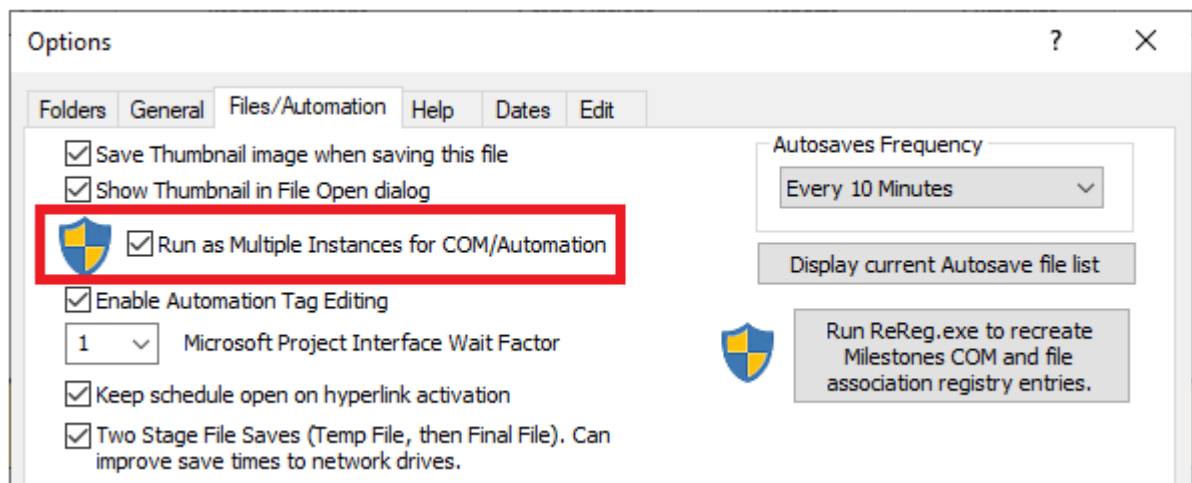 Options
?
Folders General Files/Automation Help Dates Edit
Save Thumbnail image when saving this file
Show Thumbnail in File Open dialog
Run as Multiple Instances for COM/Automation
Enable Automation Tag Editing
1 Microsoft Project Interface Wait Factor
Keep schedule open on hyperlink activation
Two Stage File Saves (Temp File, then Final File). Can
improve save times to network drives.
Autosaves Frequency
Every 10 Minutes
Display current Autosave file list
Run ReReg.exe to recreate
Milestones COM and file
association registry entries.